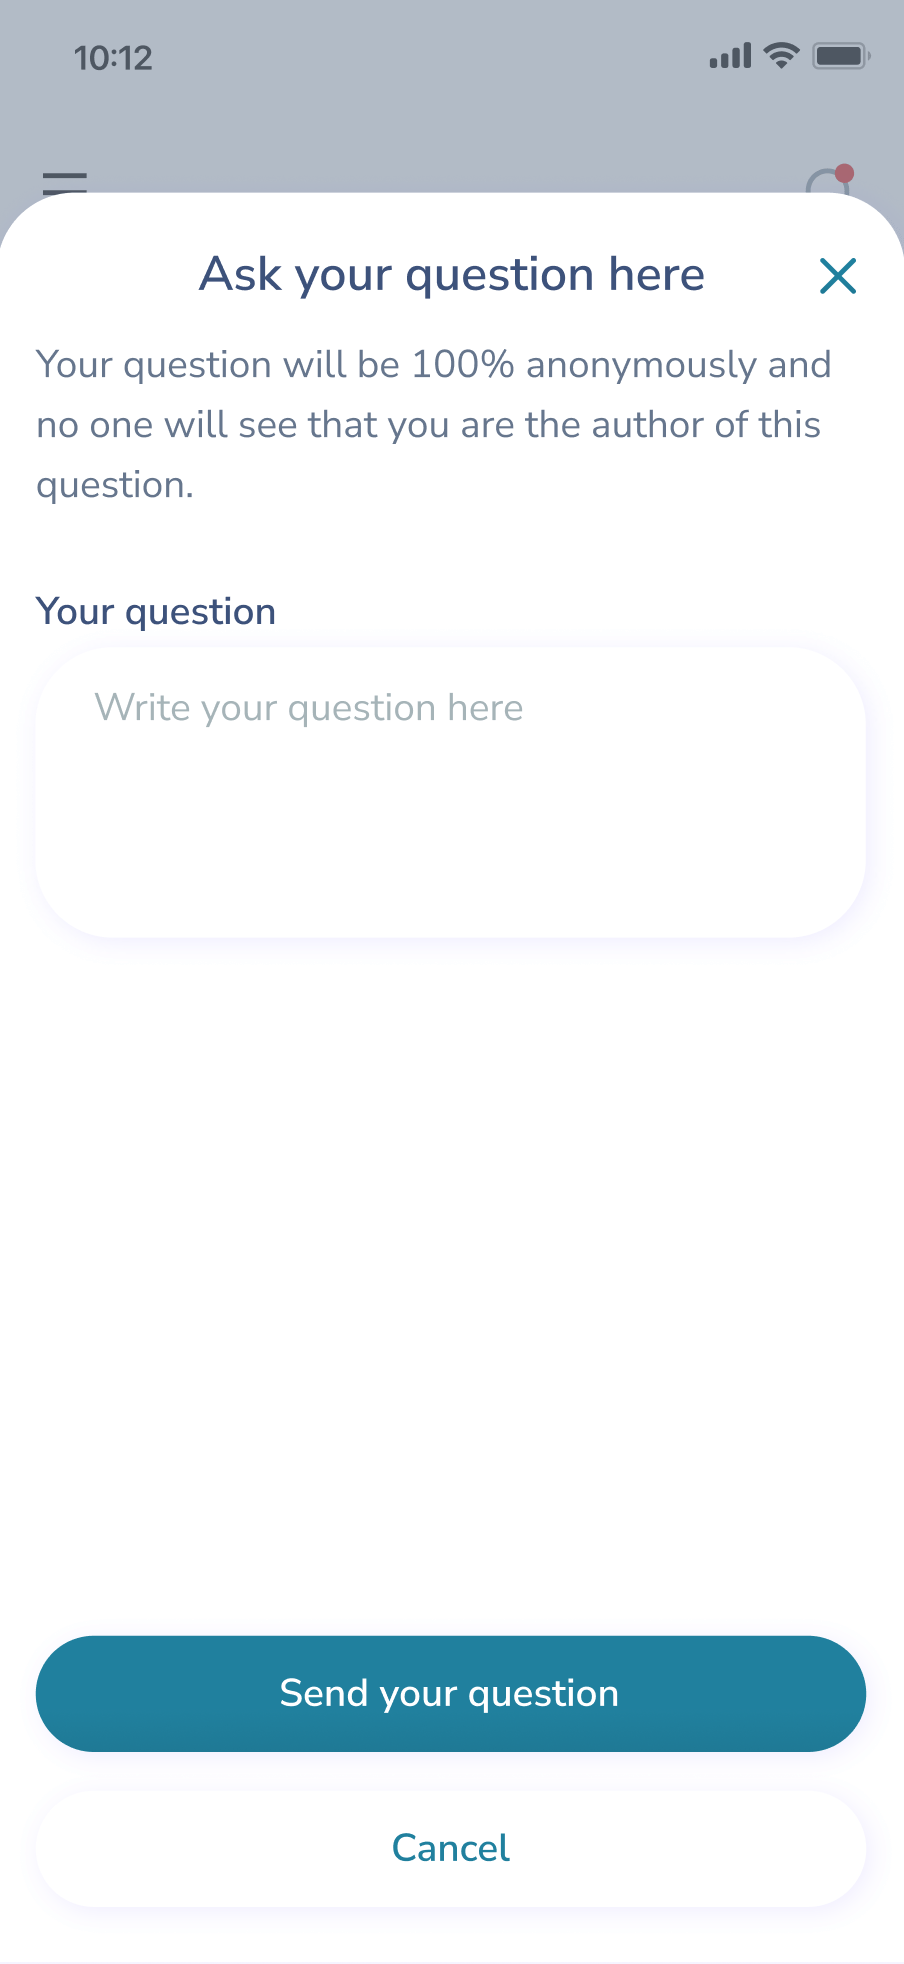 10:12
Ask your question here
Your question will be 100% anonymously and
no one will see that you are the author of this
question.
Your question
Write your question here
Send your question
Cancel